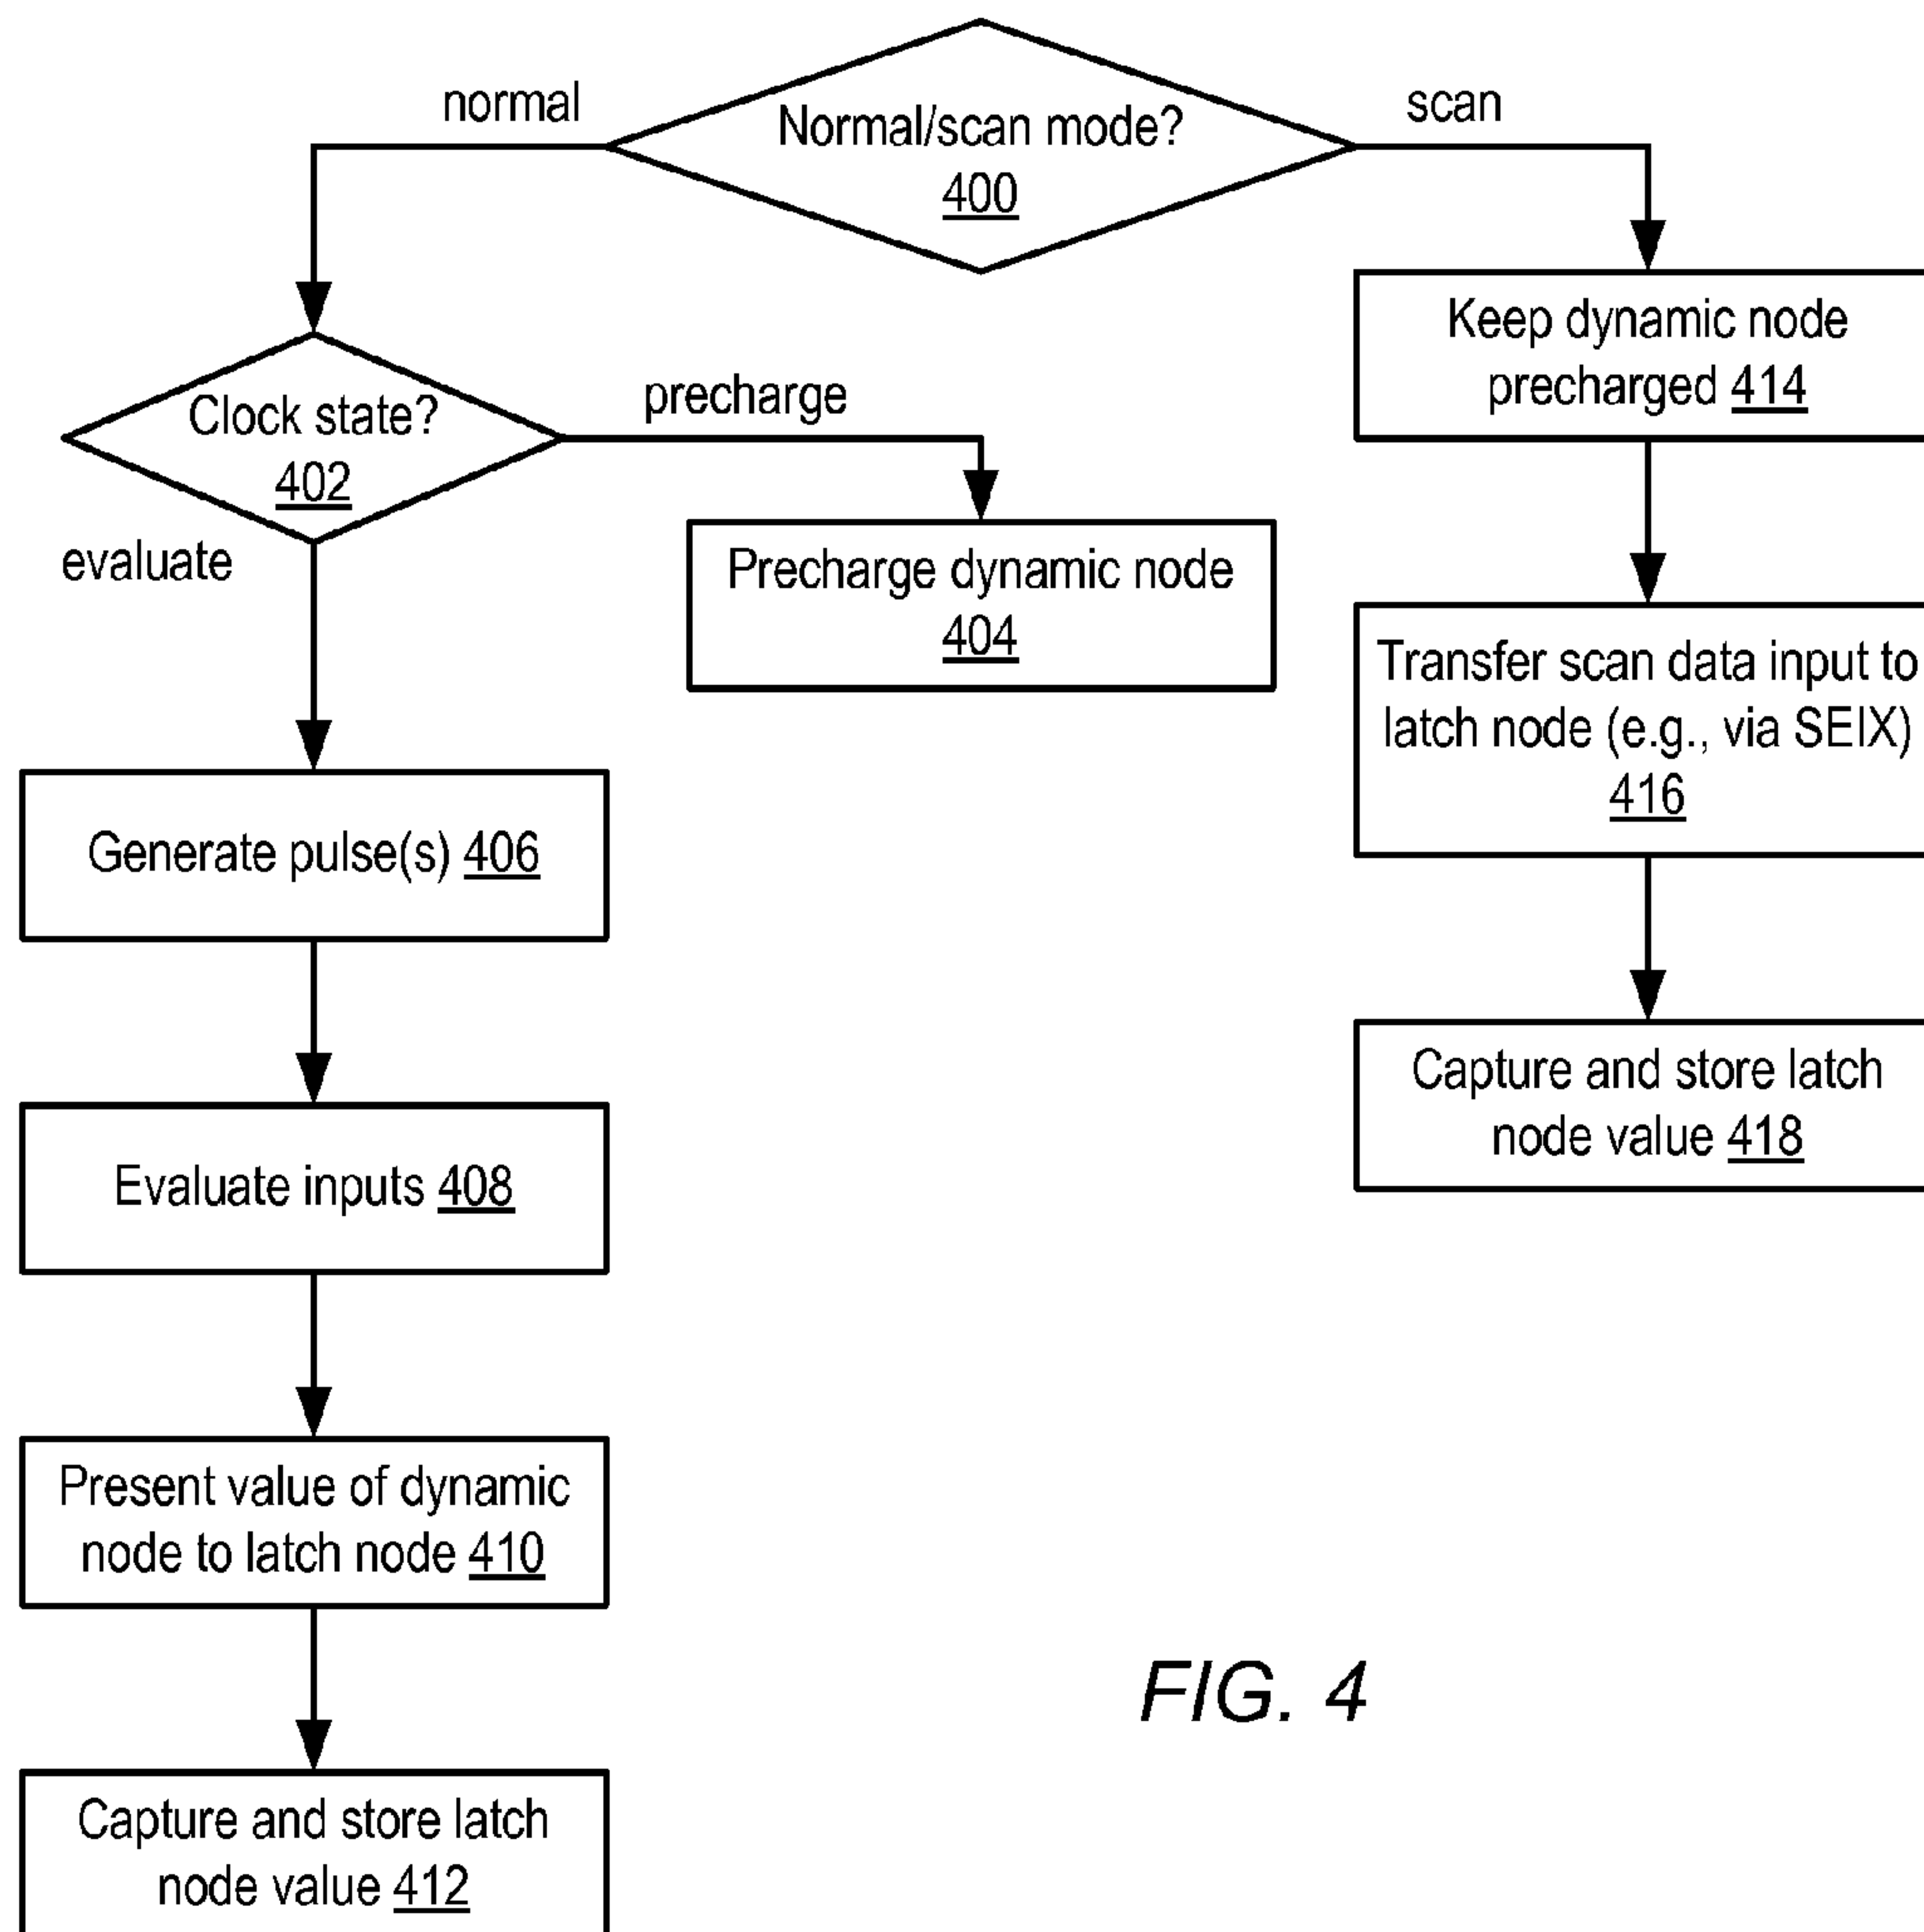 normal
Normal/scan mode?
400
scan
Clock state?
402
precharge
evaluate
Precharge dynamic node
404
Keep dynamic node
precharged 414
Transfer scan data input to
latch node (e.g., via SEIX)
416
Capture and store latch
node value 418
Generate pulse(s) 406
Evaluate inputs 408
Present value of dynamic
node to latch node 410
Capture and store latch
node value 412
FIG. 4